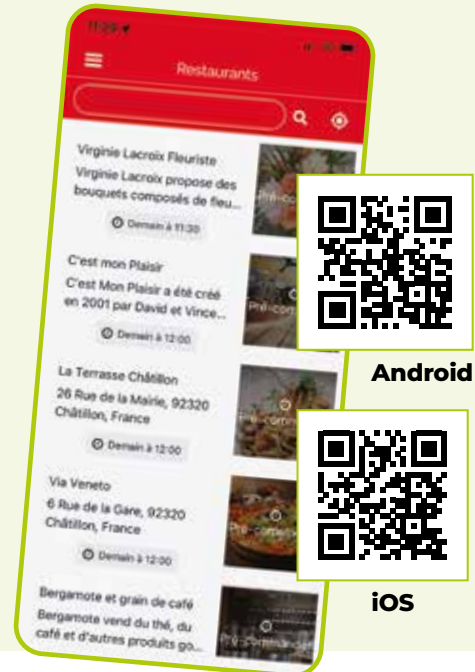 11:29
Restaurants
Virginie Lacroix Fleuriste
Virginie Lacroix propose des
bouquets composés de fleu...
Demain à 11:30
C'est mon Plaisir
C'est Mon Plaisir a été créé
en 2001 par David et Vince...
Demain à 12:00
La Terrasse Châtillon
26 Rue de la Mairie, 92320
Châtillon, France
Demain à 12:00
Via Veneto
6 Rue de la Gare, 92320
Châtillon, France
Demain à 12:00
Bergamote et grain de café
Bergamote vend du thé, du
café et d'autres produits go...
Pré-commander
Android
iOS